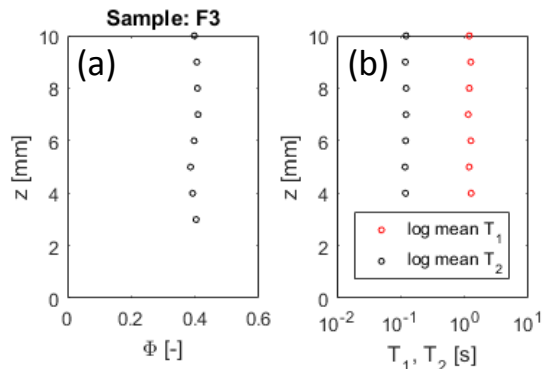 Sample: F3
(a)
10
8
6
4
2
0
z [mm]
0 0.2 0.4 0.6
Φ [-]
(b)
10
8
6
4
2
0
z [mm]
log mean T₁
log mean T₂
10⁻² 10⁻¹ 10⁰ 10¹
T₁, T₂ [s]